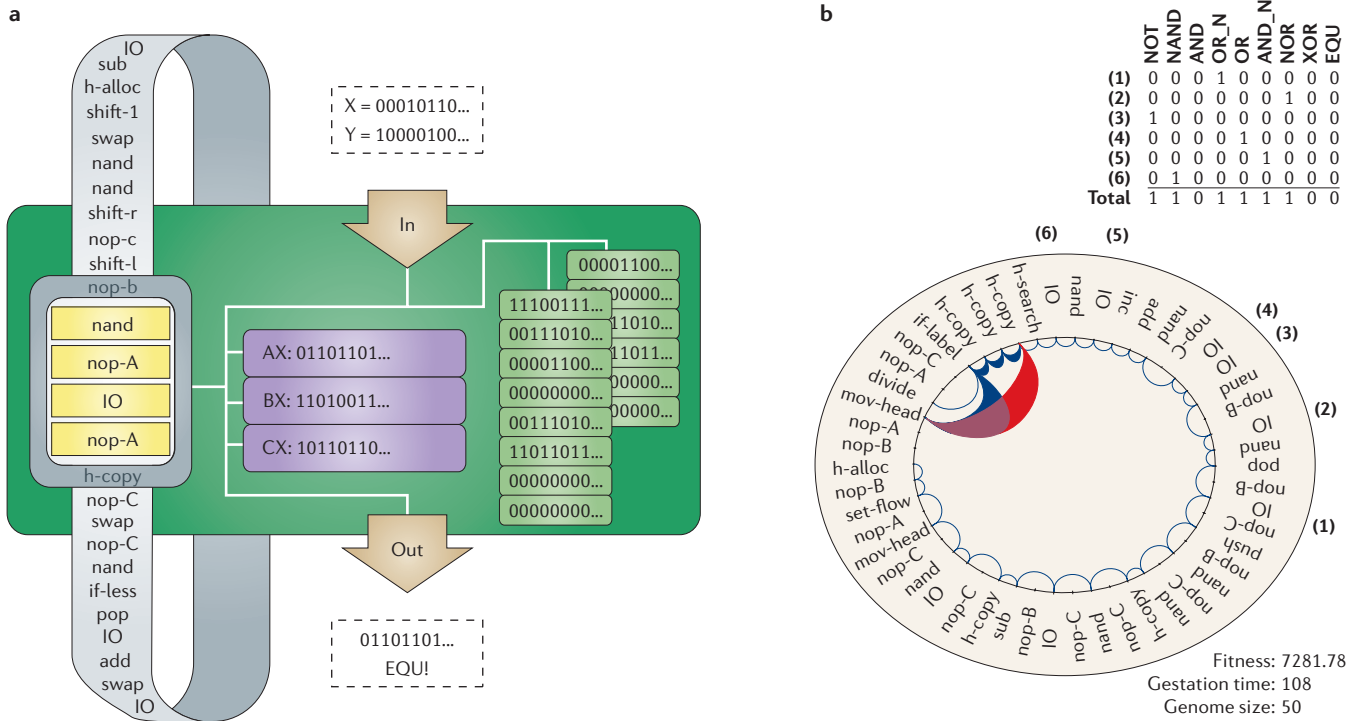 a
IO
sub
h-alloc
shift-1
swap
nand
nand
shift-r
nop-c
shift-l
nop-b
nand
nop-A
IO
nop-A
h-copy
nop-C
swap
nop-C
nand
if-less
pop
IO
add
swap
IO
X = 00010110...
Y = 10000100...
In
AX: 01101101...
BX: 11010011...
CX: 10110110...
11100111...
00111010...
00001100...
00000000...
00111010...
11011011...
00000000...
00000000...
00001100...
00000000...
11010...
11011...
00000...
00000...
Out
01101101...
EQU!
b
NOT NAND AND OR_N OR AND_N NOR XOR EQU
(1) 0 0 0 1 0 0 0 0 0
(2) 0 0 0 0 0 0 1 0 0
(3) 1 0 0 0 0 0 0 0 0
(4) 0 0 0 0 1 0 0 0 0
(5) 0 0 0 0 0 1 0 0 0
(6) 0 1 0 0 0 0 0 0 0
Total 1 1 0 1 1 1 1 0 0
(6)
(5)
(4)
(3)
(2)
(1)
h-search
IO
nand
IO
inc
add
nand
nop-C
IO
IO
nand
nop-B
IO
nand
pop
nop-B
IO
nop-C
push
nop-B
nand
nop-C
nand
h-copy
nop-C
nand
nop-C
IO
nop-B
sub
h-copy
nop-C
IO
nand
nop-C
mov-head
nop-A
set-flow
nop-B
h-alloc
nop-B
nop-A
mov-head
divide
nop-A
nop-C
if-label
h-copy
h-copy
h-copy
Fitness: 7281.78
Gestation time: 108
Genome size: 50